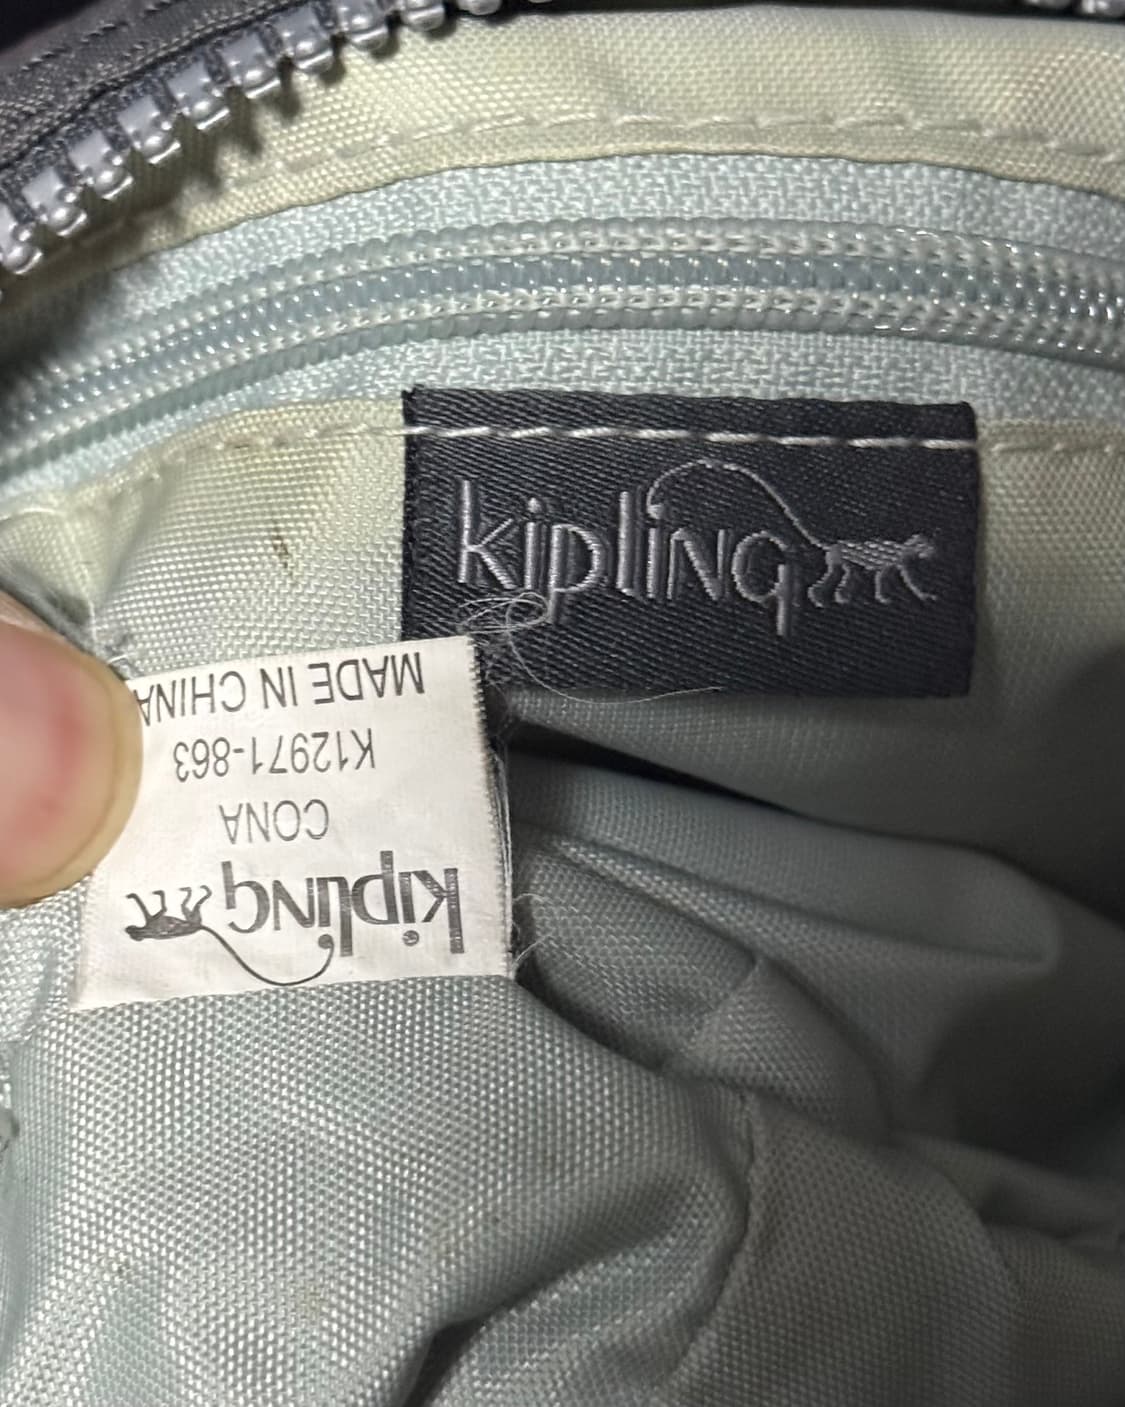 kipling
kipling
CONA
K12971-863
MADE IN CHINA